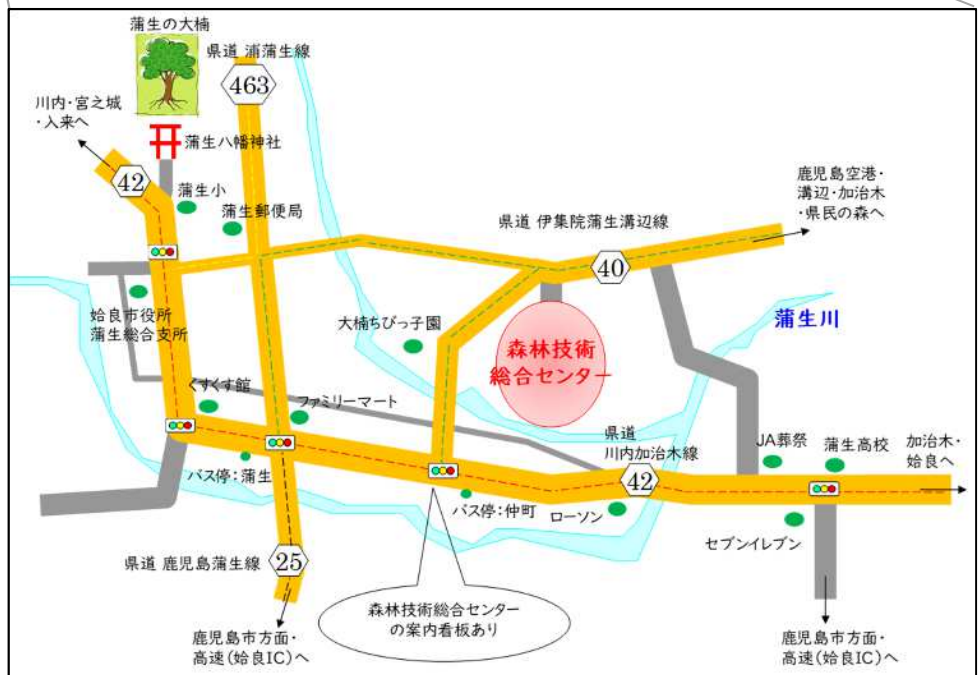 蒲生の大楠
県道 浦蒲生線
463
川内・宮之城
・入来へ
蒲生八幡神社
42
蒲生小
蒲生郵便局
県道 伊集院蒲生溝辺線
鹿児島空港・
溝辺・加治木
・県民の森へ
40
姶良市役所
蒲生総合支所
大楠ちびっ子園
森林技術
総合センター
蒲生川
くすくす館
ファミリーマート
県道
川内加治木線
JA葬祭
蒲生高校
加治木・
姶良へ
バス停:蒲生
42
バス停:仲町
ローソン
セブンイレブン
県道 鹿児島蒲生線
25
森林技術総合センター
の案内看板あり
鹿児島市方面・
高速(姶良IC)へ
鹿児島市方面・
高速(姶良IC)へ